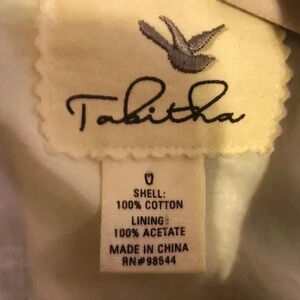 Tabitha
0
SHELL:
100% COTTON
LINING:
100% ACETATE
MADE IN CHINA
RN#98544